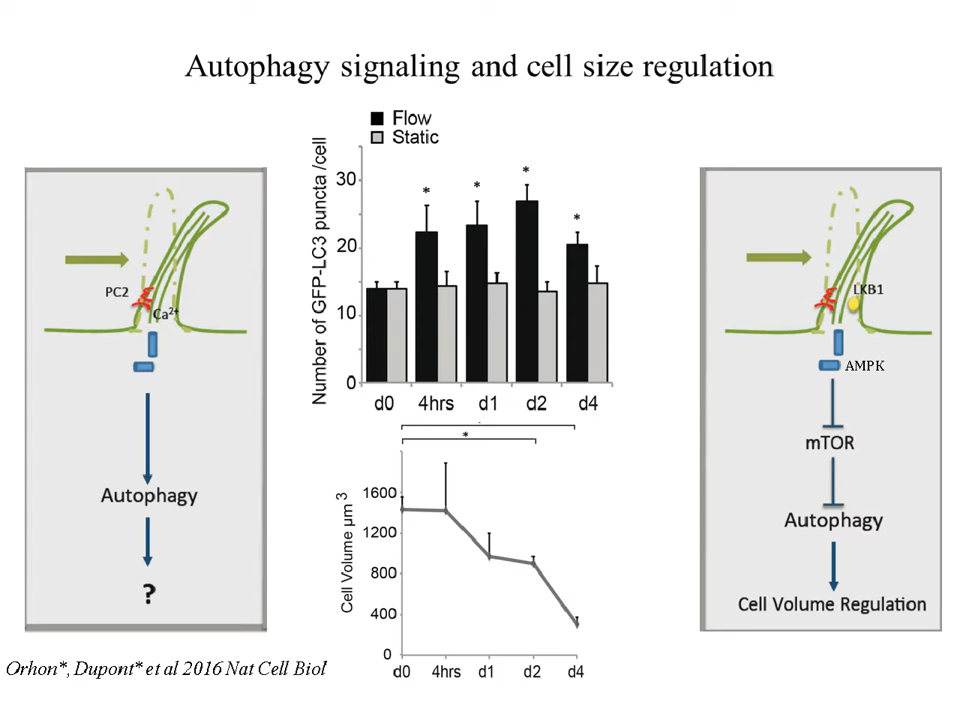 Autophagy signaling and cell size regulation
PC2
Ca2+
Autophagy
?
Flow
Static
Number of GFP-LC3 puncta /cell
30
20
10
0
* * * *
d0 4hrs d1 d2 d4
*
Cell Volume µm 3
1600
1200
800
400
0
d0 4hrs d1 d2 d4
LKB1
AMPK
mTOR
Autophagy
Cell Volume Regulation
Orhon*, Dupont* et al 2016 Nat Cell Biol